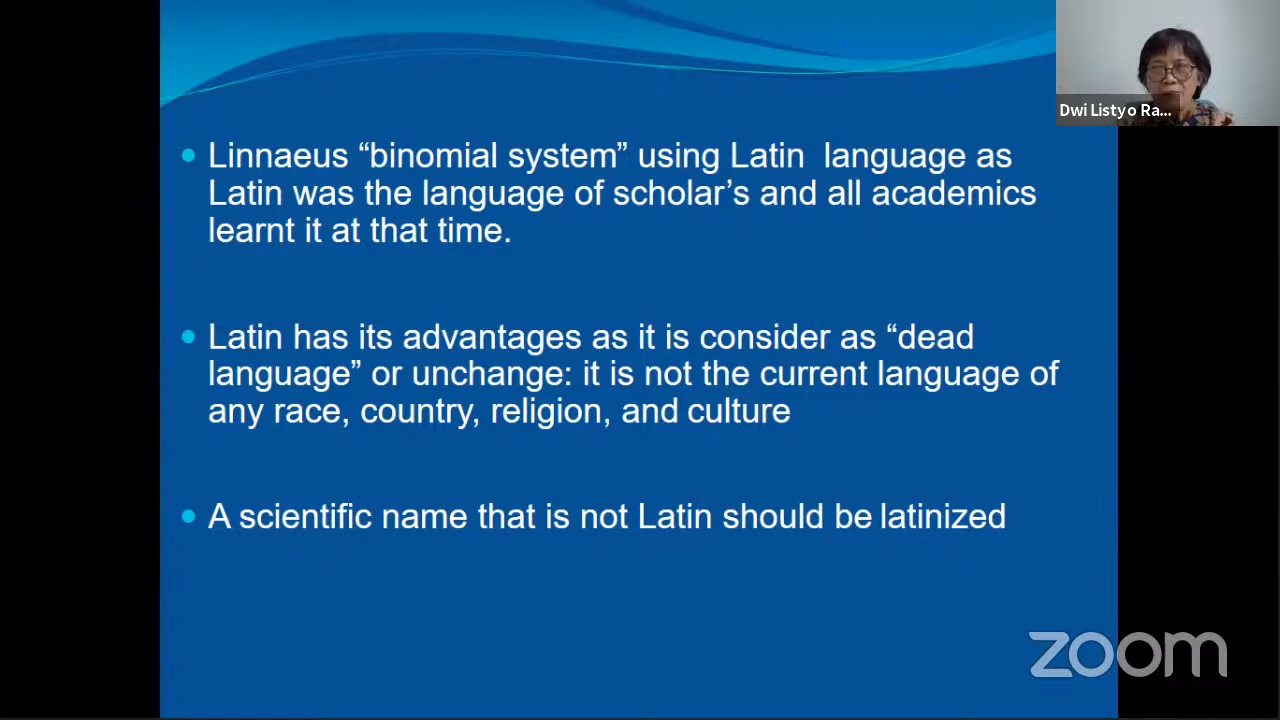 Dwi Listyo Ra...
Linnaeus “binomial system” using Latin  language as
Latin was the language of scholar’s and all academics
learnt it at that time.
Latin has its advantages as it is consider as “dead
language” or unchange: it is not the current language of
any race, country, religion, and culture
A scientific name that is not Latin should be latinized
zoom